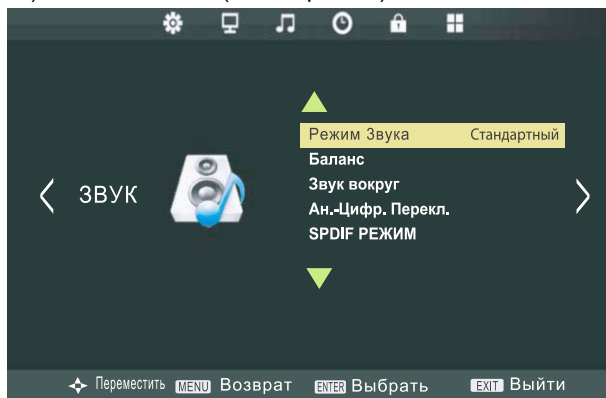 ЗВУК
Режим Звука Стандартный
Баланс
Звук вокруг
Ан.-Цифр. Перекл.
SPDIF РЕЖИМ
Переместить MENU Возврат ENTER Выбрать EXIT Выйти